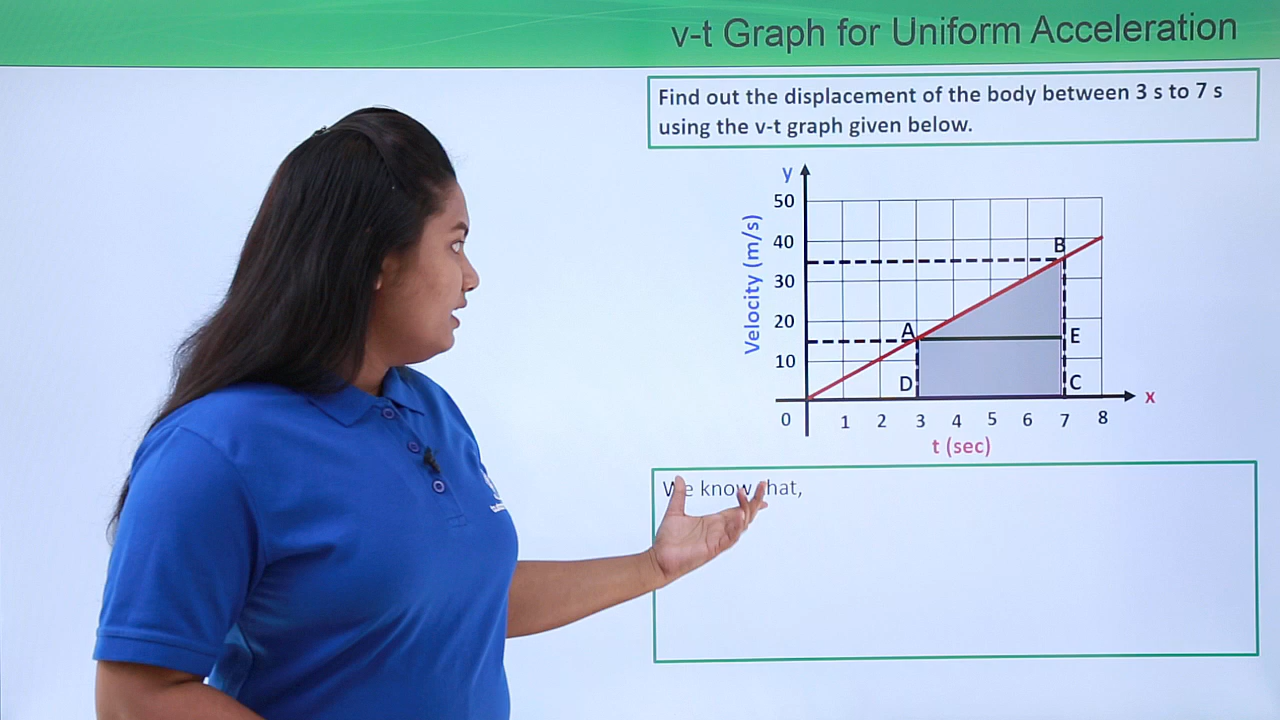 v-t Graph for Uniform Acceleration
Find out the displacement of the body between 3 s to 7 s
using the v-t graph given below.
y
50
40
30
20
10
0
Velocity (m/s)
A
B
E
D
C
1 2 3 4 5 6 7 8
x
t (sec)
We know that,